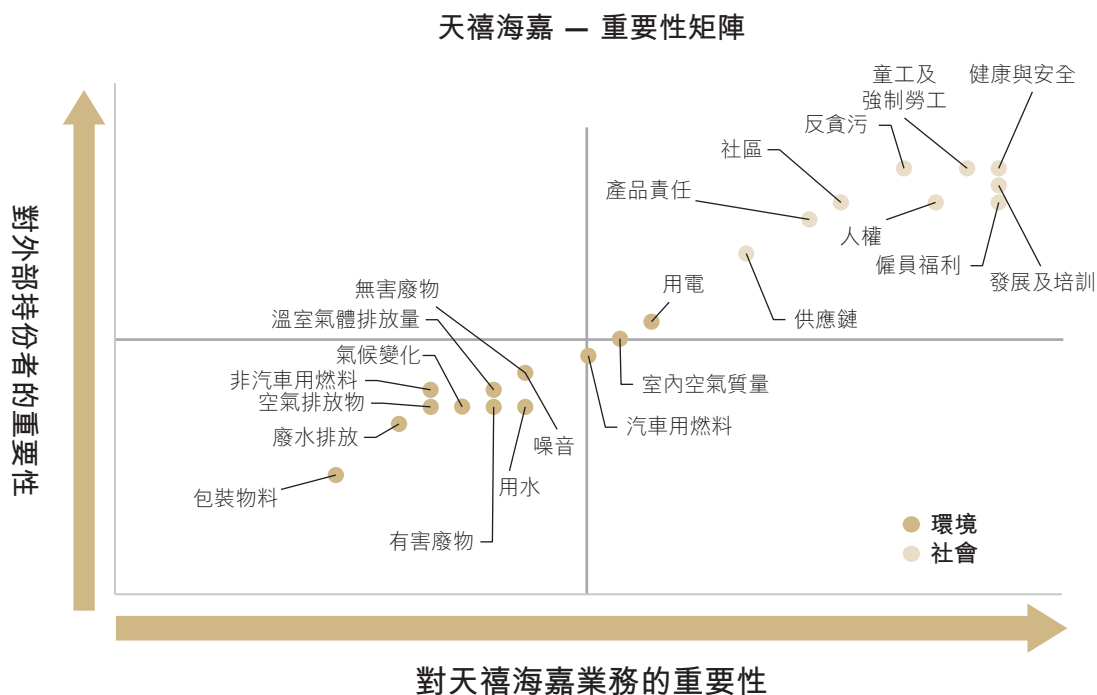 天禧海嘉 — 重要性矩陣
童工及
強制勞工
健康與安全
反貪污
社區
產品責任
人權
僱員福利
發展及培訓
無害廢物
用電
溫室氣體排放量
供應鏈
氣候變化
非汽車用燃料
室內空氣質量
空氣排放物
汽車用燃料
廢水排放
噪音
用水
包裝物料
有害廢物
環境
社會
對外部持份者的重要性
對天禧海嘉業務的重要性